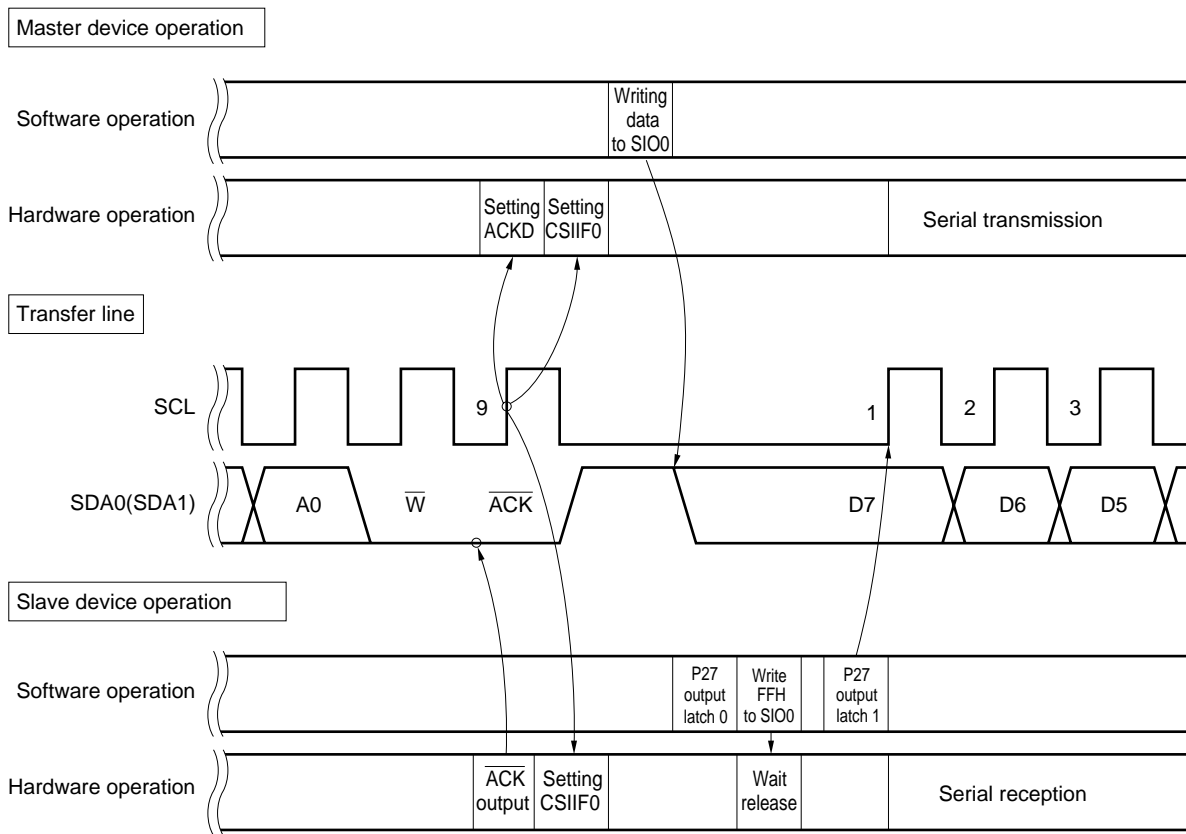 Master device operation
Software operation
Writing
data
to SIO0
Hardware operation
Setting
ACKD
Setting
CSIIF0
Serial transmission
Transfer line
SCL
9
1
2
3
SDA0(SDA1)
A0
W̅
A̅C̅K̅
D7
D6
D5
Slave device operation
Software operation
P27
output
latch 0
Write
FFH
to SIO0
P27
output
latch 1
Hardware operation
A̅C̅K̅
output
Setting
CSIIF0
Wait
release
Serial reception